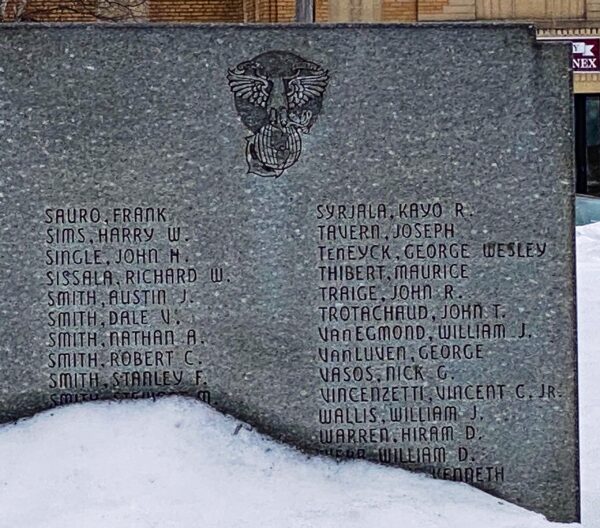 NEX
SAURO, FRANK
SIMS, HARRY W.
SINGLE, JOHN H.
SISSALA, RICHARD W.
SMITH, AUSTIN J.
SMITH, DALE V.
SMITH, NATHAN A.
SMITH, ROBERT C.
SMITH, STANLEY F.
SMITH, M.
SYRJALA, KAYO R.
TAVERN, JOSEPH
TENEYCK, GEORGE WESLEY
THIBERT, MAURICE
TRAIGE, JOHN R.
TROTACHAUD, JOHN T.
VANEGMOND, WILLIAM J.
VANLUVEN, GEORGE
VASOS, NICK G.
VINCENZETTI, VINCENT G. JR.
WALLIS, WILLIAM J.
WARREN, HIRAM D.
WILLIAM D.
KENNETH